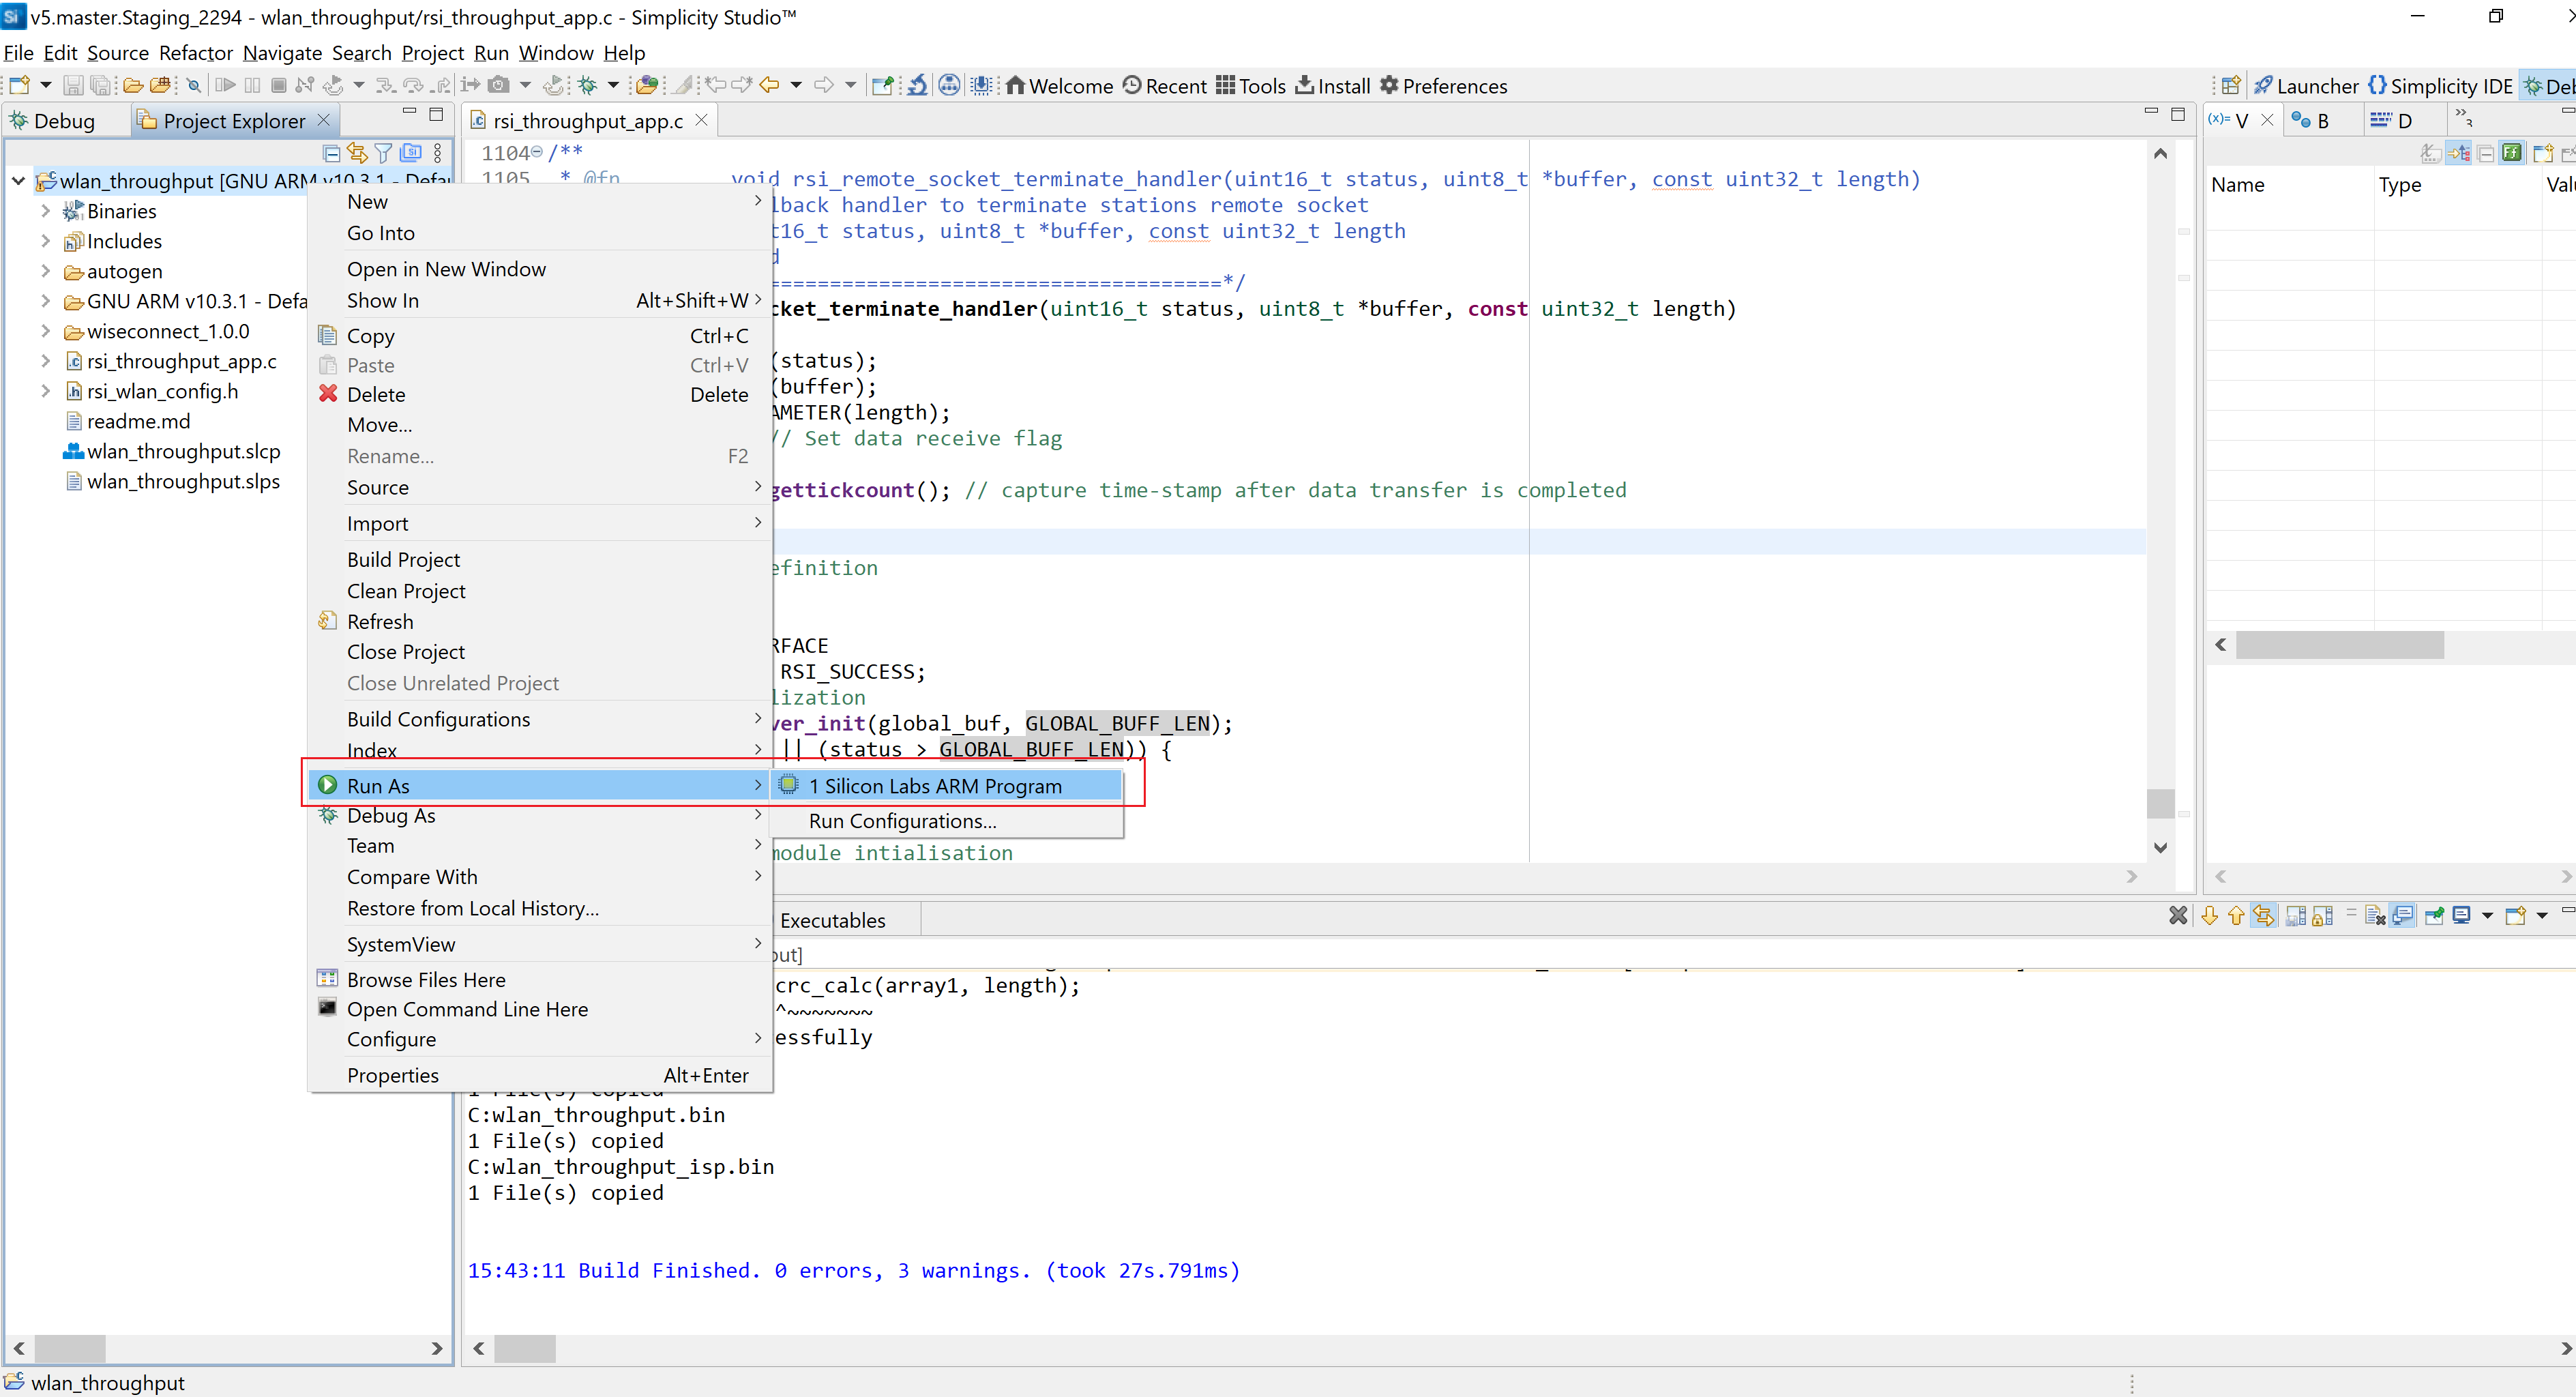 v5.master.Staging_2294 - wlan_throughput/rsi_throughput_app.c - Simplicity Studio™
File Edit Source Refactor Navigate Search Project Run Window Help
Welcome Recent Tools Install Preferences
Launcher Simplicity IDE
Debug Project Explorer
rsi_throughput_app.c
(x)= V B D
»3
wlan_throughput [GNU ARM v10.3.1 - Defau
Binaries
Includes
autogen
GNU ARM v10.3.1 - Defa
wiseconnect_1.0.0
rsi_throughput_app.c
rsi_wlan_config.h
readme.md
wlan_throughput.slcp
wlan_throughput.slps
New
Go Into
Open in New Window
Show In Alt+Shift+W
Copy Ctrl+C
Paste Ctrl+V
Delete Delete
Move...
Rename... F2
Source
Import
Build Project
Clean Project
Refresh
Close Project
Close Unrelated Project
Build Configurations
Index
Run As
Debug As
Team
Compare With
Restore from Local History...
SystemView
Browse Files Here
Open Command Line Here
Configure
Properties Alt+Enter
1 Silicon Labs ARM Program
Run Configurations...
1104 /**
1105 * @fn void rsi_remote_socket_terminate_handler(uint16_t status, uint8_t *buffer, const uint32_t length)
lback handler to terminate stations remote socket
t16_t status, uint8_t *buffer, const uint32_t length
d
=====================================*/
cket_terminate_handler(uint16_t status, uint8_t *buffer, const uint32_t length)
(status);
(buffer);
AMETER(length);
// Set data receive flag
gettickcount(); // capture time-stamp after data transfer is completed
efinition
RFACE
RSI_SUCCESS;
lization
ver_init(global_buf, GLOBAL_BUFF_LEN);
|| (status > GLOBAL_BUFF_LEN)) {
module intialisation
Name Type
Executables
put]
crc_calc(array1, length);
^~~~~~~~
essfully
1 File(s) copied
C:wlan_throughput.bin
1 File(s) copied
C:wlan_throughput_isp.bin
1 File(s) copied
15:43:11 Build Finished. 0 errors, 3 warnings. (took 27s.791ms)
wlan_throughput